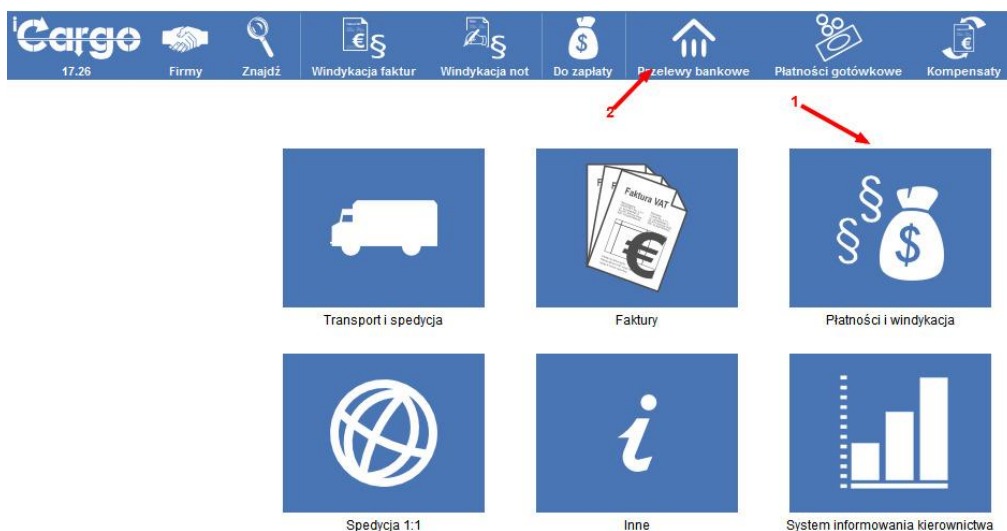 iCargo
17.26
Firmy
Znajdź
Windykacja faktur
Windykacja not
Do zapłaty
Przelewy bankowe
Płatności gotówkowe
Kompensaty
2
1
Transport i spedycja
Faktura VAT
Faktury
Płatności i windykacja
Spedycja 1:1
Inne
System informowania kierownictwa